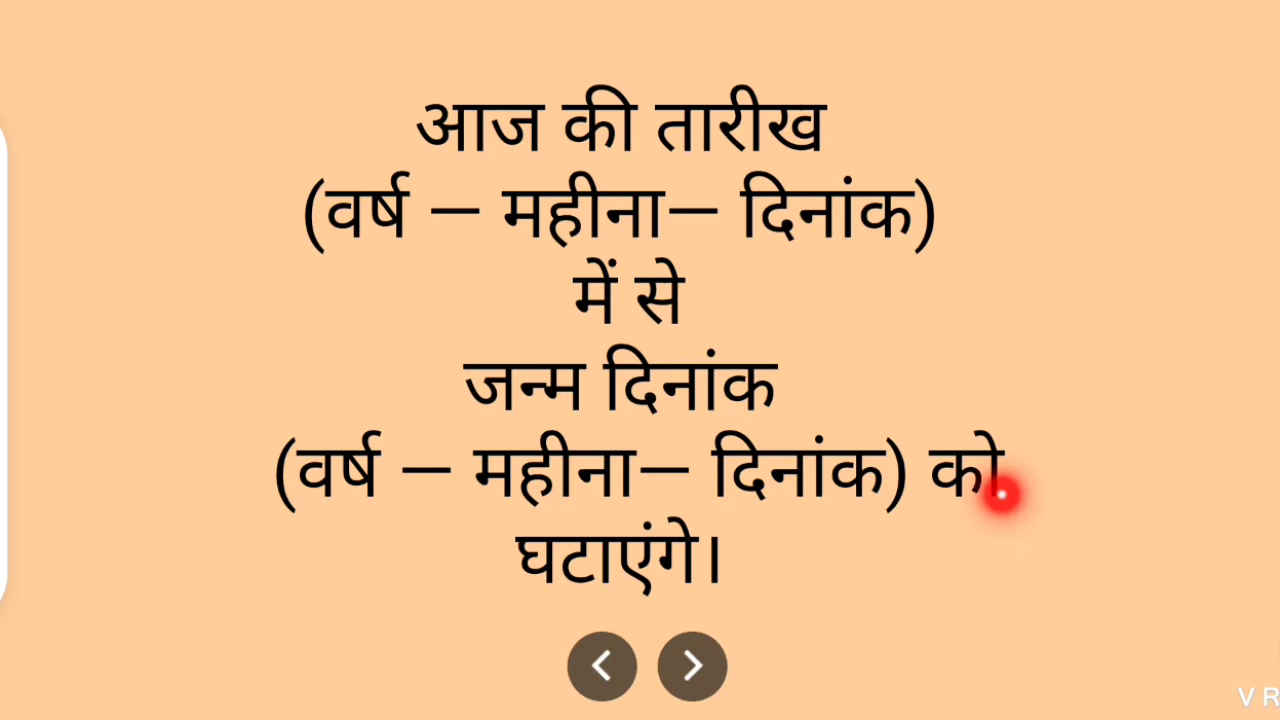 आज की तारीख
(वर्ष – महीना– दिनांक)
में से
जन्म दिनांक
(वर्ष – महीना– दिनांक) को
घटाएंगे।
V R